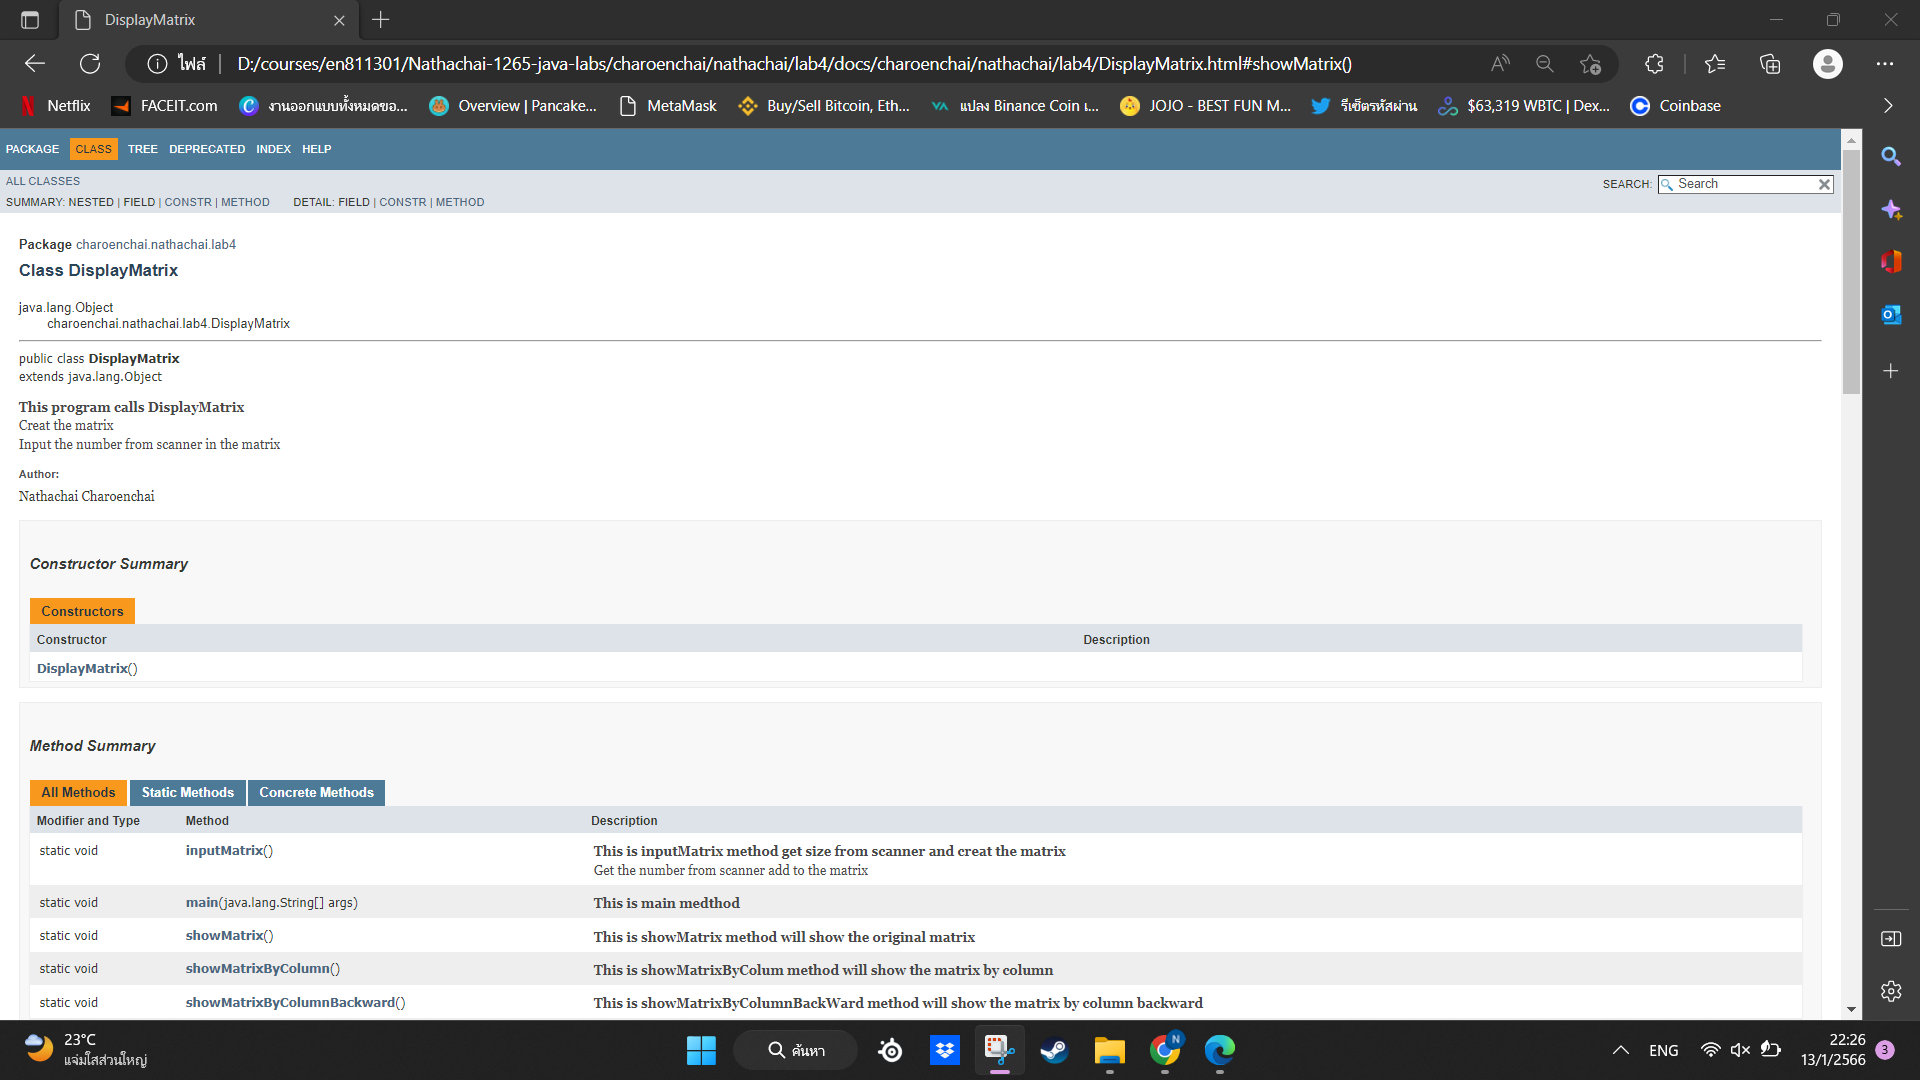 DisplayMatrix
ไฟล์
D:/courses/en811301/Nathachai-1265-java-labs/charoenchai/nathachai/lab4/docs/charoenchai/nathachai/lab4/DisplayMatrix.html#showMatrix()
Netflix
FACEIT.com
งานออกแบบทั้งหมดขอ...
Overview | Pancake...
MetaMask
Buy/Sell Bitcoin, Eth...
แปลง Binance Coin เ...
JOJO - BEST FUN M...
รีเซ็ตรหัสผ่าน
$63,319 WBTC | Dex...
Coinbase
PACKAGE CLASS TREE DEPRECATED INDEX HELP
ALL CLASSES
SEARCH: Search
SUMMARY: NESTED | FIELD | CONSTR | METHOD DETAIL: FIELD | CONSTR | METHOD
Package charoenchai.nathachai.lab4
Class DisplayMatrix
java.lang.Object
charoenchai.nathachai.lab4.DisplayMatrix
public class DisplayMatrix
extends java.lang.Object
This program calls DisplayMatrix
Creat the matrix
Input the number from scanner in the matrix
Author:
Nathachai Charoenchai
Constructor Summary
Constructors
Constructor Description
DisplayMatrix()
Method Summary
All Methods Static Methods Concrete Methods
Modifier and Type Method Description
static void inputMatrix() This is inputMatrix method get size from scanner and creat the matrix
Get the number from scanner add to the matrix
static void main(java.lang.String[] args) This is main medthod
static void showMatrix() This is showMatrix method will show the original matrix
static void showMatrixByColumn() This is showMatrixByColum method will show the matrix by column
static void showMatrixByColumnBackward() This is showMatrixByColumnBackWard method will show the matrix by column backward
23°C
แจ่มใสส่วนใหญ่
ค้นหา
N
ENG
22:26
13/1/2566
3